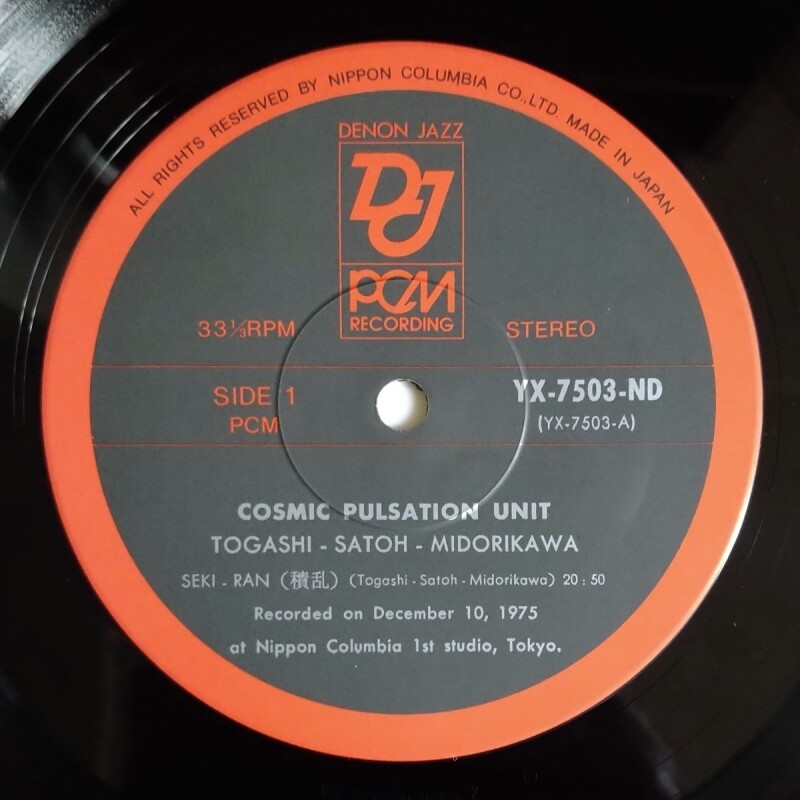 ALL RIGHTS RESERVED BY NIPPON COLUMBIA CO.,LTD. MADE IN JAPAN
DENON JAZZ
DJ
PCM
RECORDING
33⅓RPM
STEREO
SIDE 1
YX-7503-ND
PCM
(YX-7503-A)
COSMIC PULSATION UNIT
TOGASHI - SATOH - MIDORIKAWA
SEKI - RAN (積乱) (Togashi - Satoh - Midorikawa) 20 : 50
Recorded on December 10, 1975
at Nippon Columbia 1st studio, Tokyo.